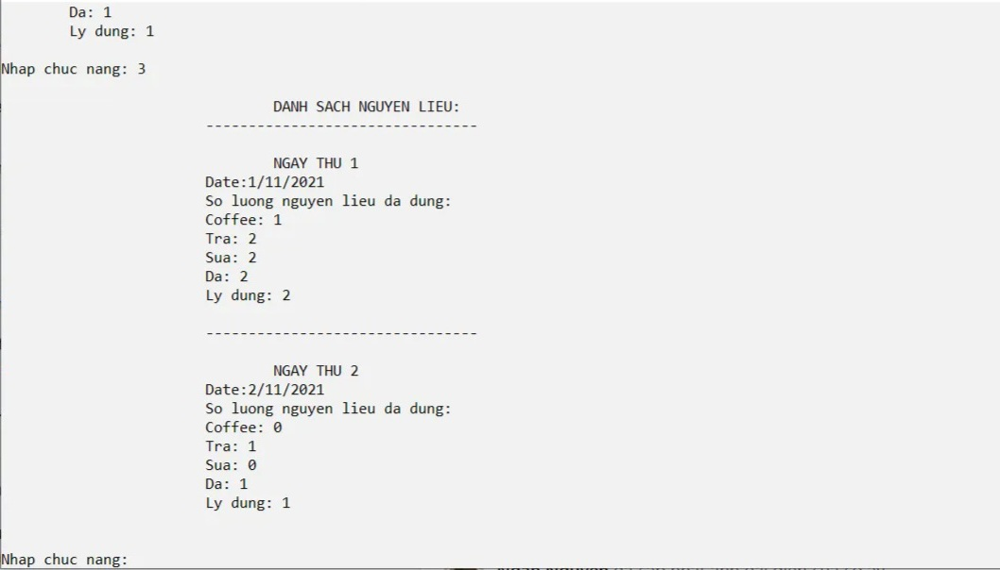 Da: 1
Ly dung: 1
Nhap chuc nang: 3
DANH SACH NGUYEN LIEU:
--------------------------------
NGAY THU 1
Date:1/11/2021
So luong nguyen lieu da dung:
Coffee: 1
Tra: 2
Sua: 2
Da: 2
Ly dung: 2
--------------------------------
NGAY THU 2
Date:2/11/2021
So luong nguyen lieu da dung:
Coffee: 0
Tra: 1
Sua: 0
Da: 1
Ly dung: 1
Nhap chuc nang: